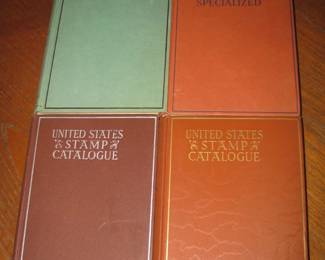 SPECIALIZED
UNITED STATES
STAMP
CATALOGUE
UNITED STATES
STAMP
CATALOGUE